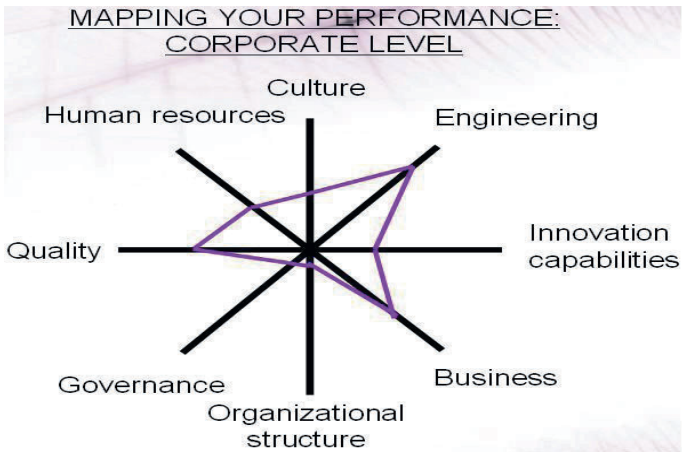 MAPPING YOUR PERFORMANCE:
CORPORATE LEVEL
Culture
Human resources
Engineering
Quality
Innovation
capabilities
Governance
Business
Organizational
structure